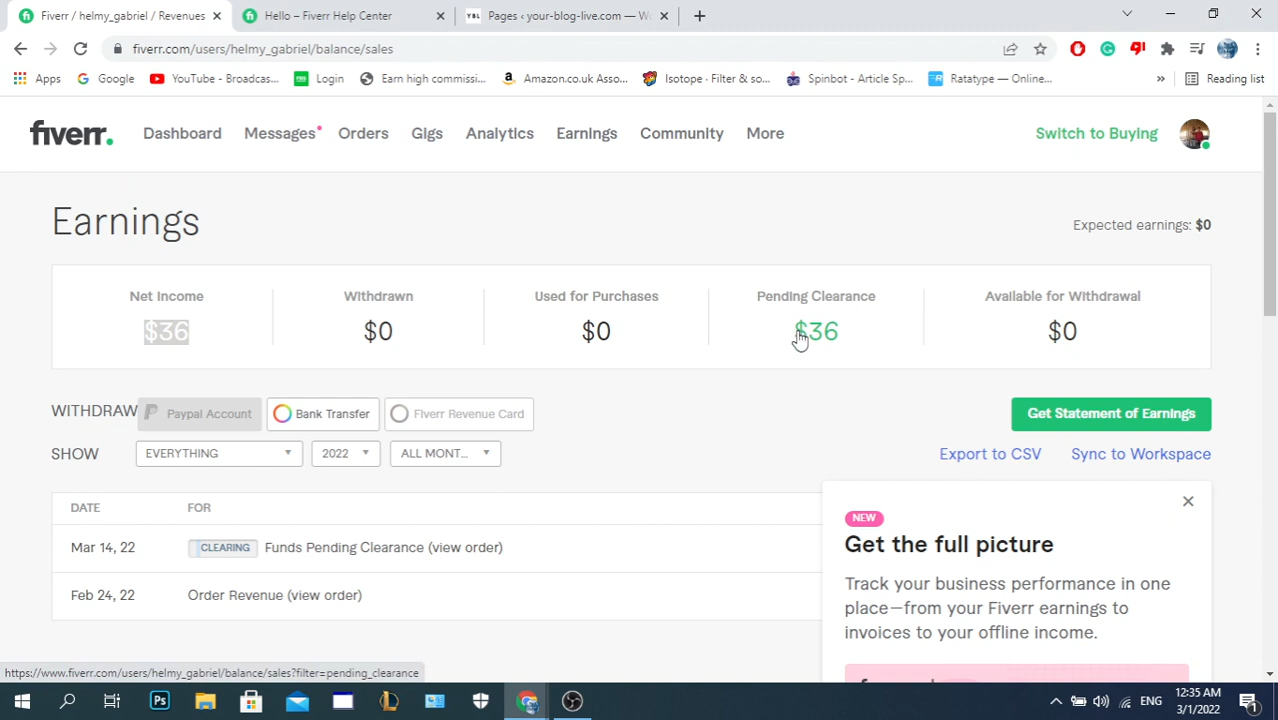 Fiverr / helmy_gabriel / Revenues
Hello – Fiverr Help Center
YBL Pages ‹ your-blog-live.com — W
fiverr.com/users/helmy_gabriel/balance/sales
Apps Google YouTube - Broadcas... Login Earn high commissi... Amazon.co.uk Asso... Isotope · Filter & so... Spinbot - Article Sp... Ratatype — Online... » Reading list
fiverr. Dashboard Messages Orders Gigs Analytics Earnings Community More Switch to Buying
Earnings
Expected earnings: $0
Net Income Withdrawn Used for Purchases Pending Clearance Available for Withdrawal
$36 $0 $0 $36 $0
WITHDRAW Paypal Account Bank Transfer Fiverr Revenue Card Get Statement of Earnings
SHOW EVERYTHING 2022 ALL MONT... Export to CSV Sync to Workspace
DATE FOR
Mar 14, 22 CLEARING Funds Pending Clearance (view order)
Feb 24, 22 Order Revenue (view order)
NEW
Get the full picture
Track your business performance in one
place—from your Fiverr earnings to
invoices to your offline income.
https://www.fiverr.com/users/helmy_gabriel/balance/sales?filter=pending_clearance
Ps ENG 12:35 AM
3/1/2022 1